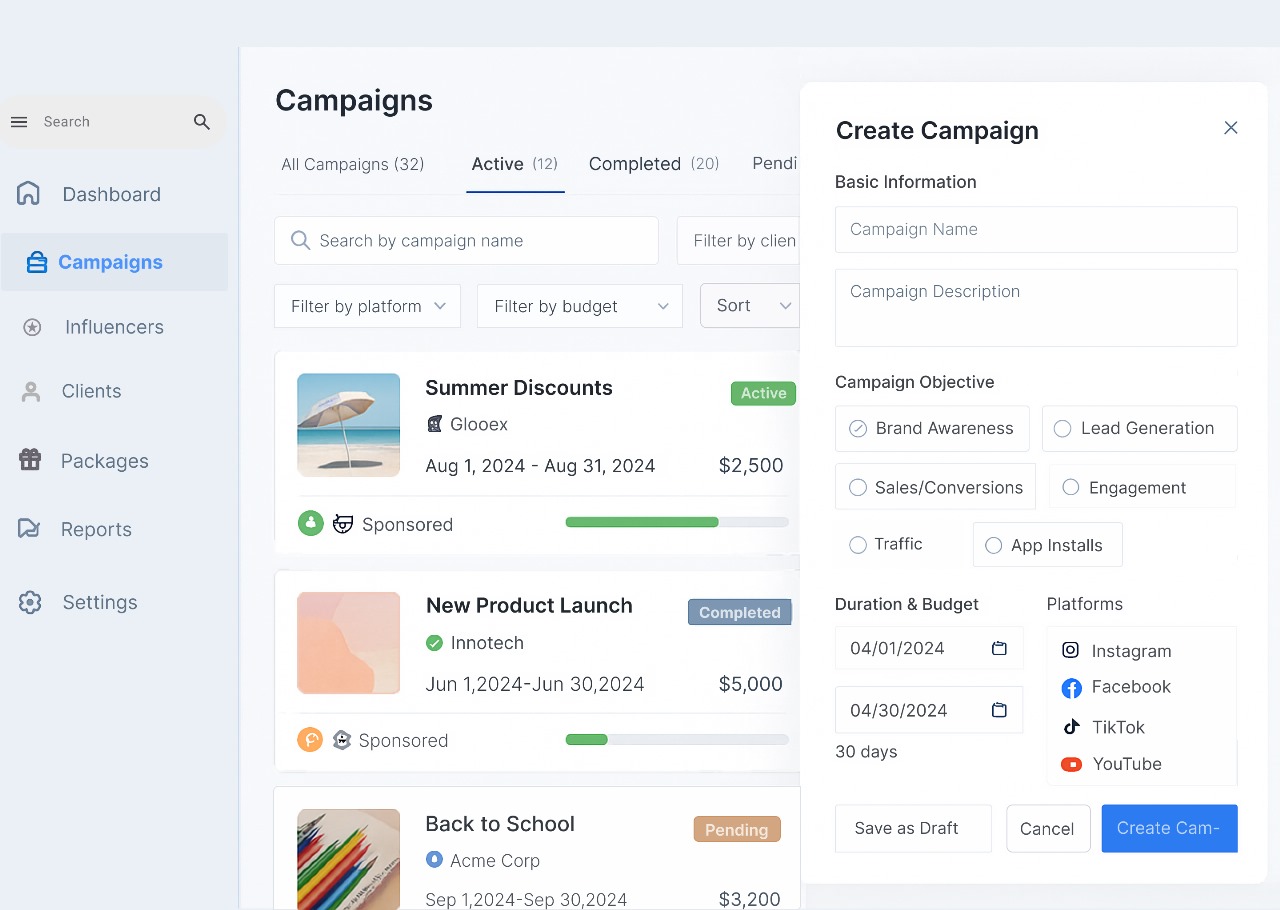 Search
Dashboard
Campaigns
Influencers
Clients
Packages
Reports
Settings
Campaigns
All Campaigns (32)
Active (12)
Completed (20)
Pendi
Search by campaign name
Filter by clien
Filter by platform
Filter by budget
Sort
Summer Discounts
Active
Glooex
Aug 1, 2024 - Aug 31, 2024
$2,500
Sponsored
New Product Launch
Completed
Innotech
Jun 1,2024-Jun 30,2024
$5,000
Sponsored
Back to School
Pending
Acme Corp
Sep 1,2024-Sep 30,2024
$3,200
Create Campaign
Basic Information
Campaign Name
Campaign Description
Campaign Objective
Brand Awareness
Lead Generation
Sales/Conversions
Engagement
Traffic
App Installs
Duration & Budget
04/01/2024
04/30/2024
30 days
Platforms
Instagram
Facebook
TikTok
YouTube
Save as Draft
Cancel
Create Cam-